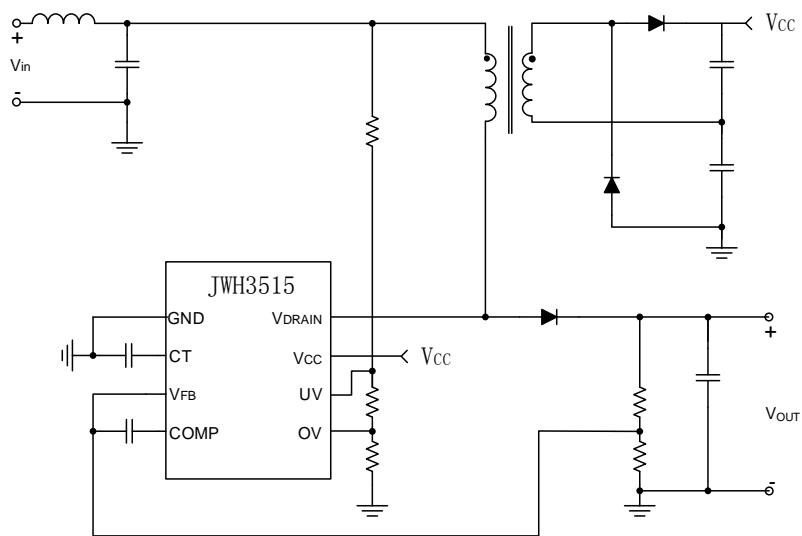 +
Vin
-
VCC
JWH3515
GND
VDRAIN
CT
VCC
VCC
VFB
UV
COMP
OV
+
VOUT
-